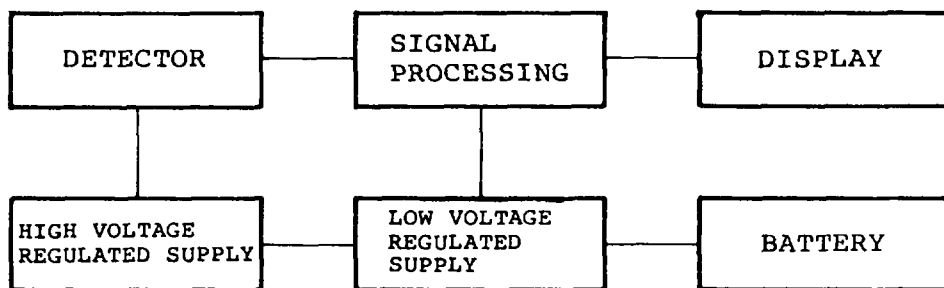 DETECTOR
SIGNAL
PROCESSING
DISPLAY
HIGH VOLTAGE
REGULATED SUPPLY
LOW VOLTAGE
REGULATED
SUPPLY
BATTERY